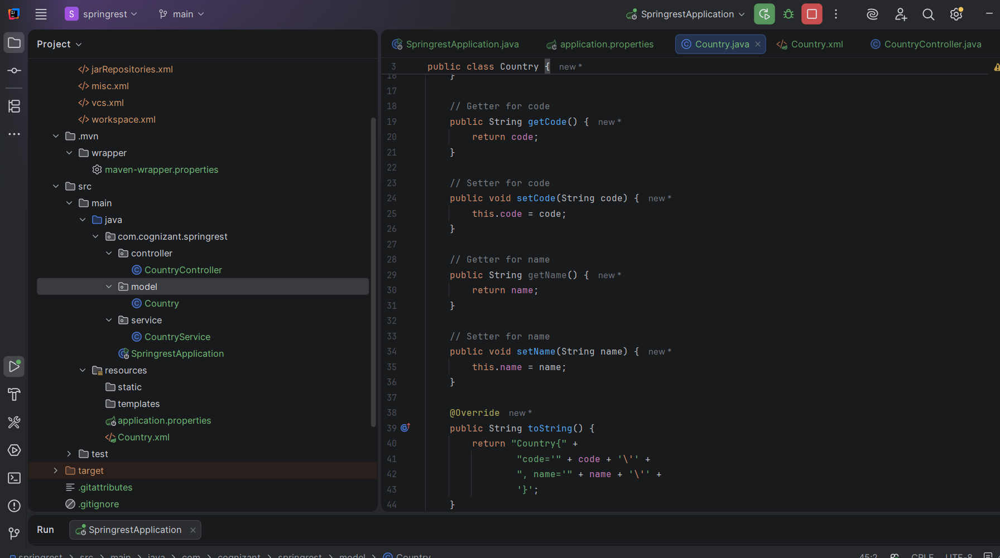 S springrest main SpringrestApplication
Project
jarRepositories.xml
misc.xml
vcs.xml
workspace.xml
.mvn
wrapper
maven-wrapper.properties
src
main
java
com.cognizant.springrest
controller
CountryController
model
Country
service
CountryService
SpringrestApplication
resources
static
templates
application.properties
Country.xml
test
target
.gitattributes
.gitignore
SpringrestApplication.java application.properties Country.java Country.xml CountryController.java
3 public class Country { new *
16 }
17
18 // Getter for code
19 public String getCode() { new *
20 return code;
21 }
22
23 // Setter for code
24 public void setCode(String code) { new *
25 this.code = code;
26 }
27
28 // Getter for name
29 public String getName() { new *
30 return name;
31 }
32
33 // Setter for name
34 public void setName(String name) { new *
35 this.name = name;
36 }
37
38 @Override new *
39 public String toString() {
40 return "Country{" +
41 "code='" + code + '\'' +
42 ", name='" + name + '\'' +
43 '}';
44 }
Run SpringrestApplication
springrest > src > main > java > com > cognizant > springrest > model > Country 45:2 CRLF UTF-8